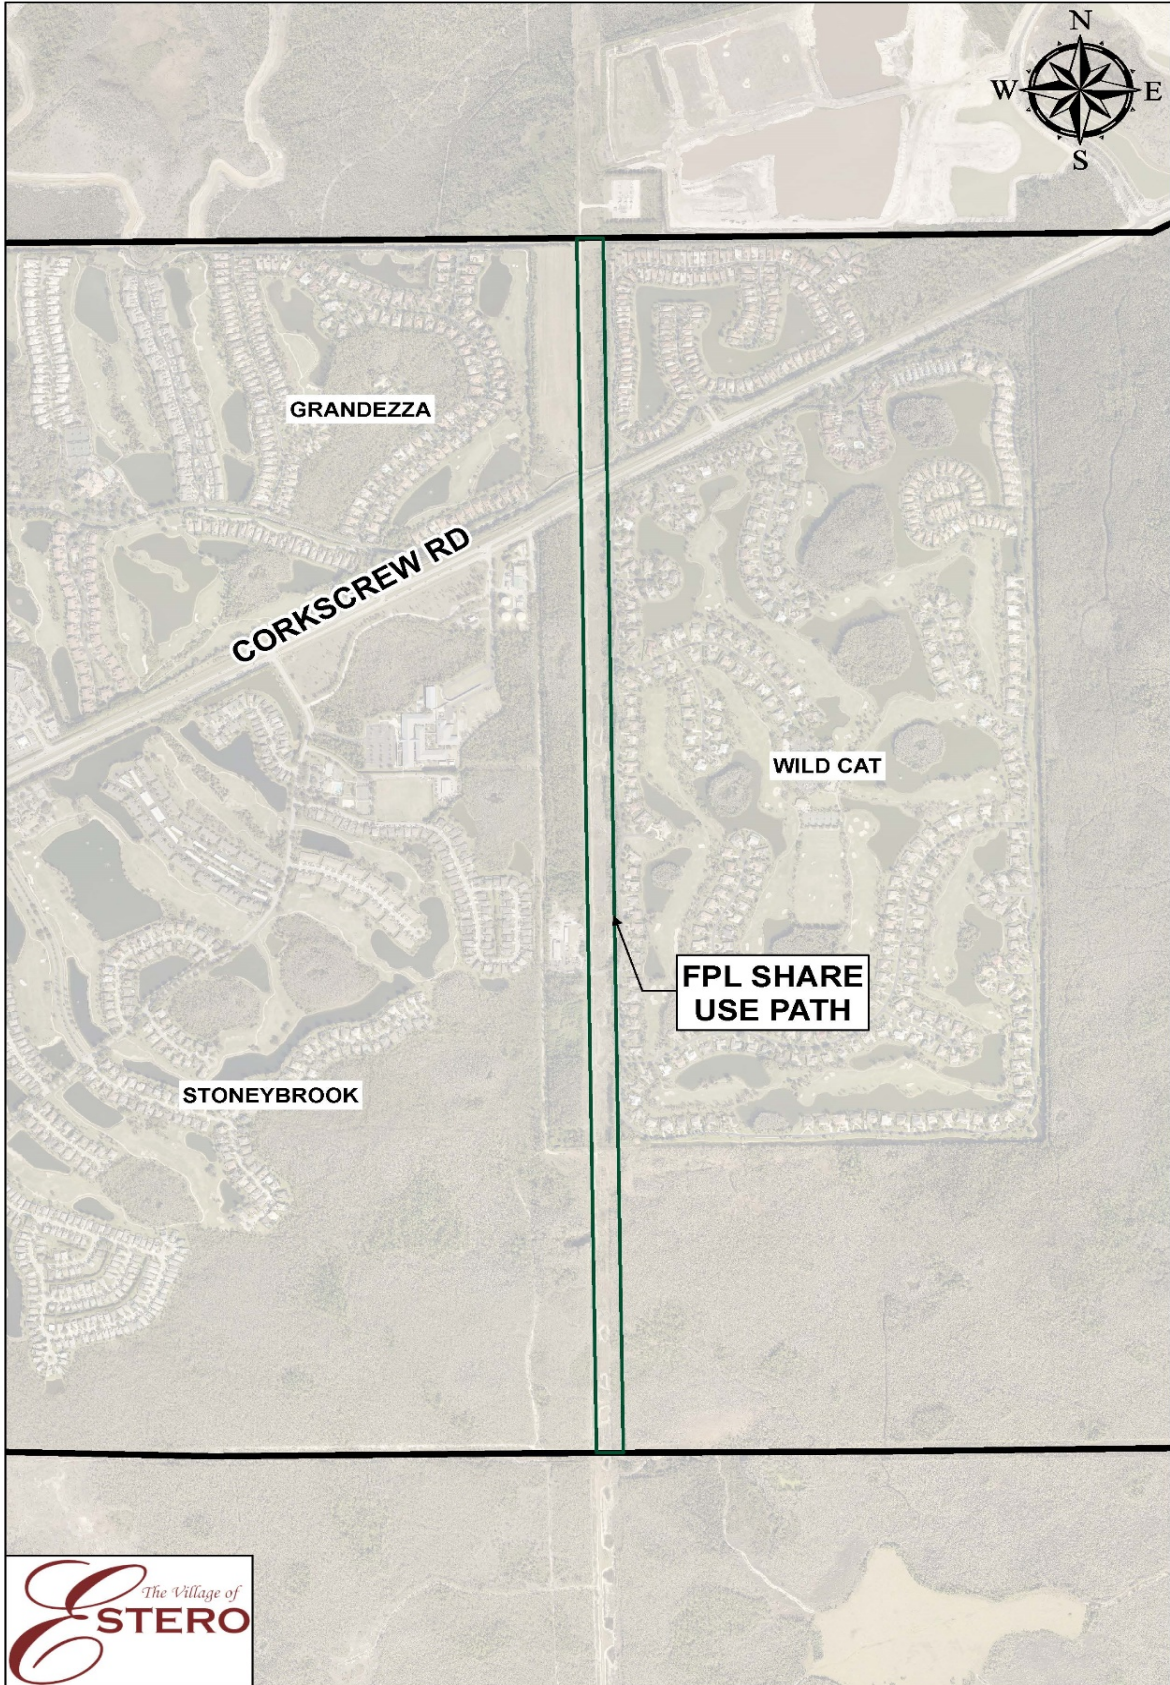 N
W E
S
GRANDEZZA
CORKSCREW RD
WILD CAT
FPL SHARE
USE PATH
STONEYBROOK
The Village of
ESTERO